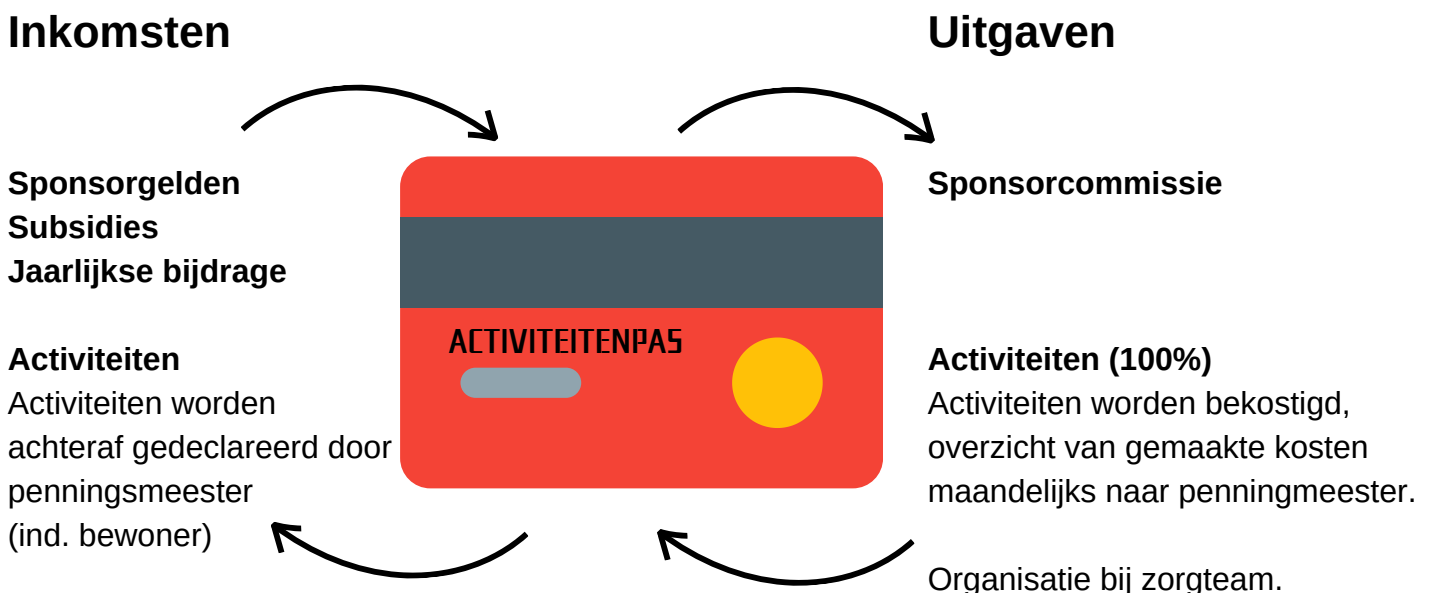 Inkomsten
Sponsorgelden
Subsidies
Jaarlijkse bijdrage
Activiteiten
Activiteiten worden
achteraf gedeclareerd door
penningsmeester
(ind. bewoner)
ACTIVITEITENPAS
Uitgaven
Sponsorcommissie
Activiteiten (100%)
Activiteiten worden bekostigd,
overzicht van gemaakte kosten
maandelijks naar penningmeester.
Organisatie bij zorgteam.